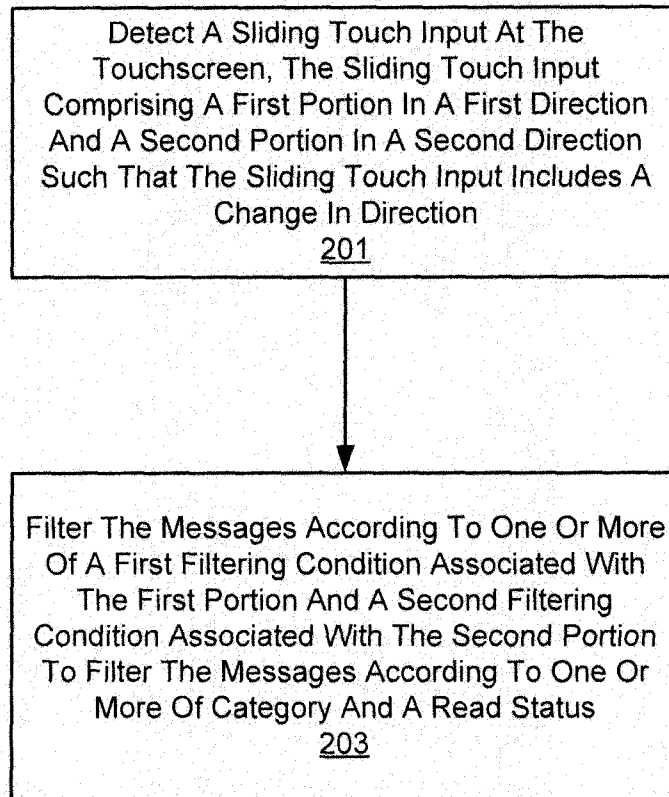 Detect A Sliding Touch Input At The
Touchscreen, The Sliding Touch Input
Comprising A First Portion In A First Direction
And A Second Portion In A Second Direction
Such That The Sliding Touch Input Includes A
Change In Direction
201
Filter The Messages According To One Or More
Of A First Filtering Condition Associated With
The First Portion And A Second Filtering
Condition Associated With The Second Portion
To Filter The Messages According To One Or
More Of Category And A Read Status
203